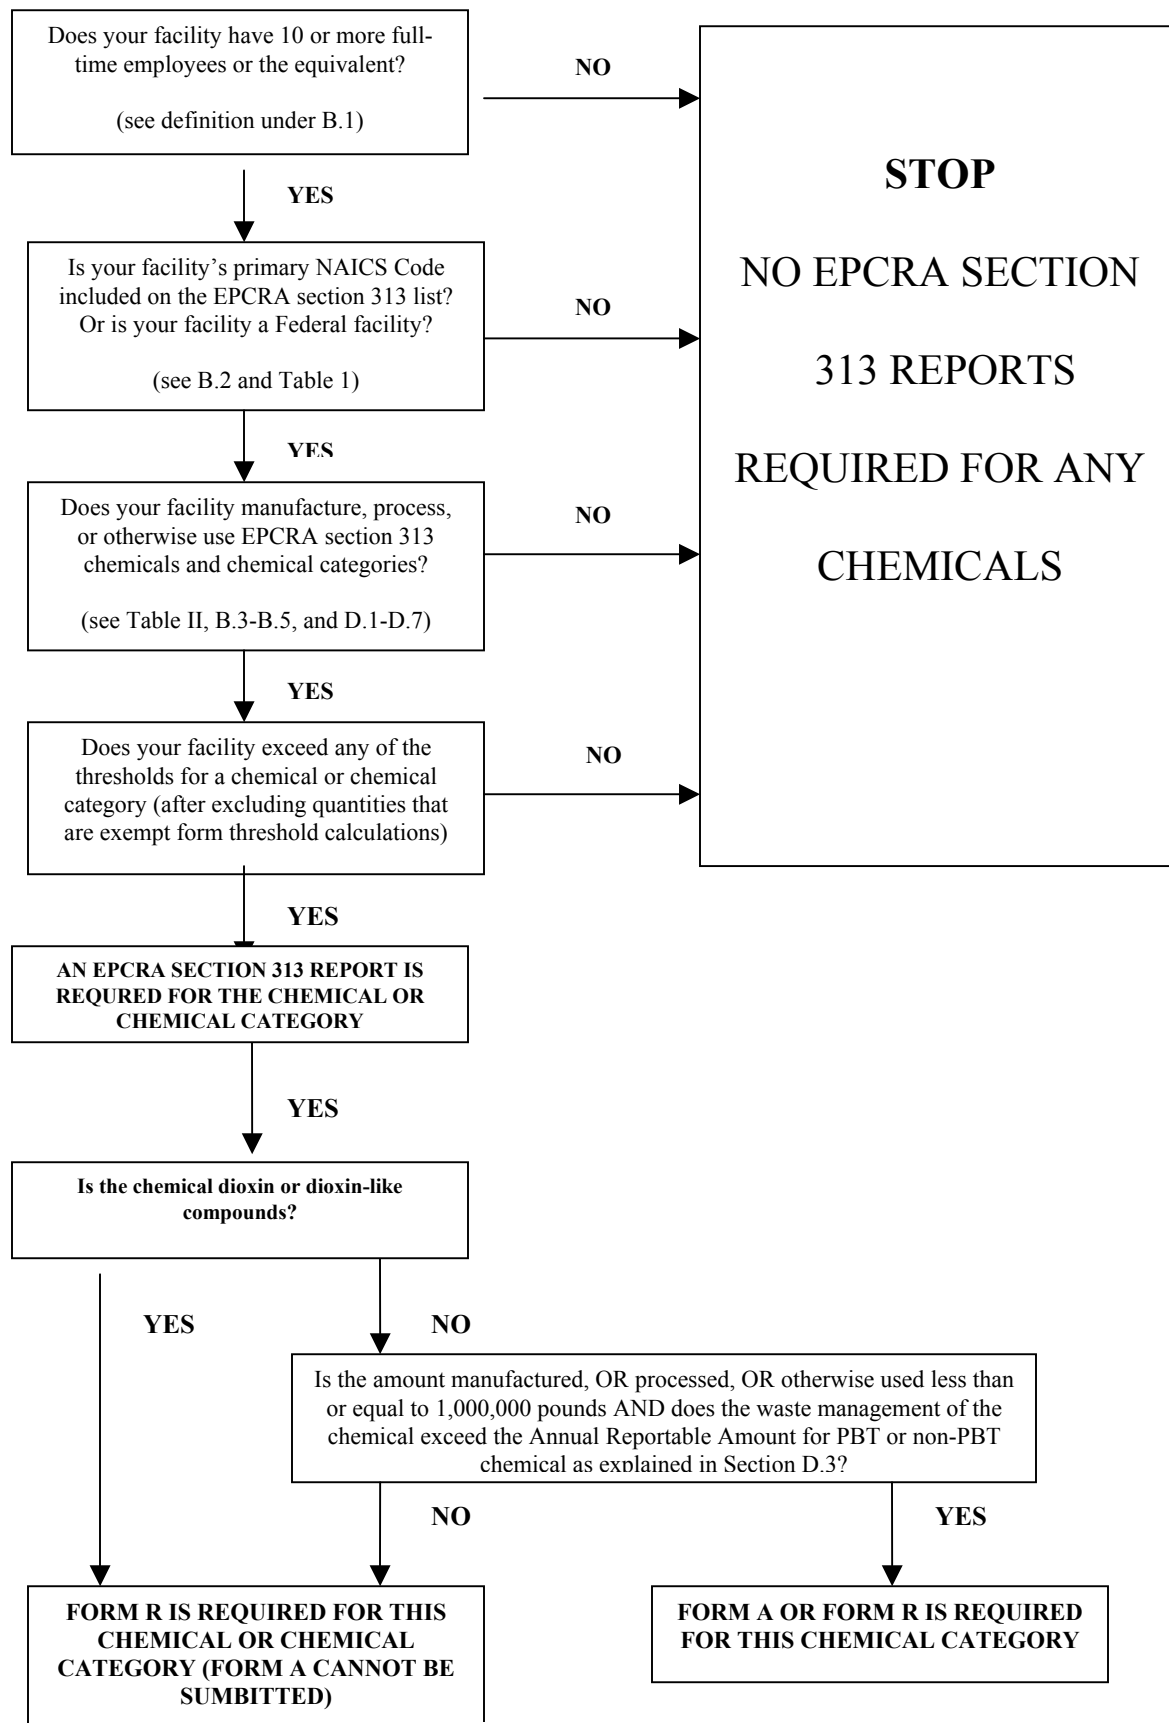 Does your facility have 10 or more full-
time employees or the equivalent?
(see definition under B.1)
NO
YES
STOP
NO EPCRA SECTION
313 REPORTS
REQUIRED FOR ANY
CHEMICALS
Is your facility’s primary NAICS Code
included on the EPCRA section 313 list?
Or is your facility a Federal facility?
(see B.2 and Table 1)
NO
YES
Does your facility manufacture, process,
or otherwise use EPCRA section 313
chemicals and chemical categories?
(see Table II, B.3-B.5, and D.1-D.7)
NO
YES
Does your facility exceed any of the
thresholds for a chemical or chemical
category (after excluding quantities that
are exempt form threshold calculations)
NO
YES
AN EPCRA SECTION 313 REPORT IS
REQURED FOR THE CHEMICAL OR
CHEMICAL CATEGORY
YES
Is the chemical dioxin or dioxin-like
compounds?
YES
NO
Is the amount manufactured, OR processed, OR otherwise used less than
or equal to 1,000,000 pounds AND does the waste management of the
chemical exceed the Annual Reportable Amount for PBT or non-PBT
chemical as explained in Section D.3?
NO
YES
FORM R IS REQUIRED FOR THIS
CHEMICAL OR CHEMICAL
CATEGORY (FORM A CANNOT BE
SUMBITTED)
FORM A OR FORM R IS REQUIRED
FOR THIS CHEMICAL CATEGORY